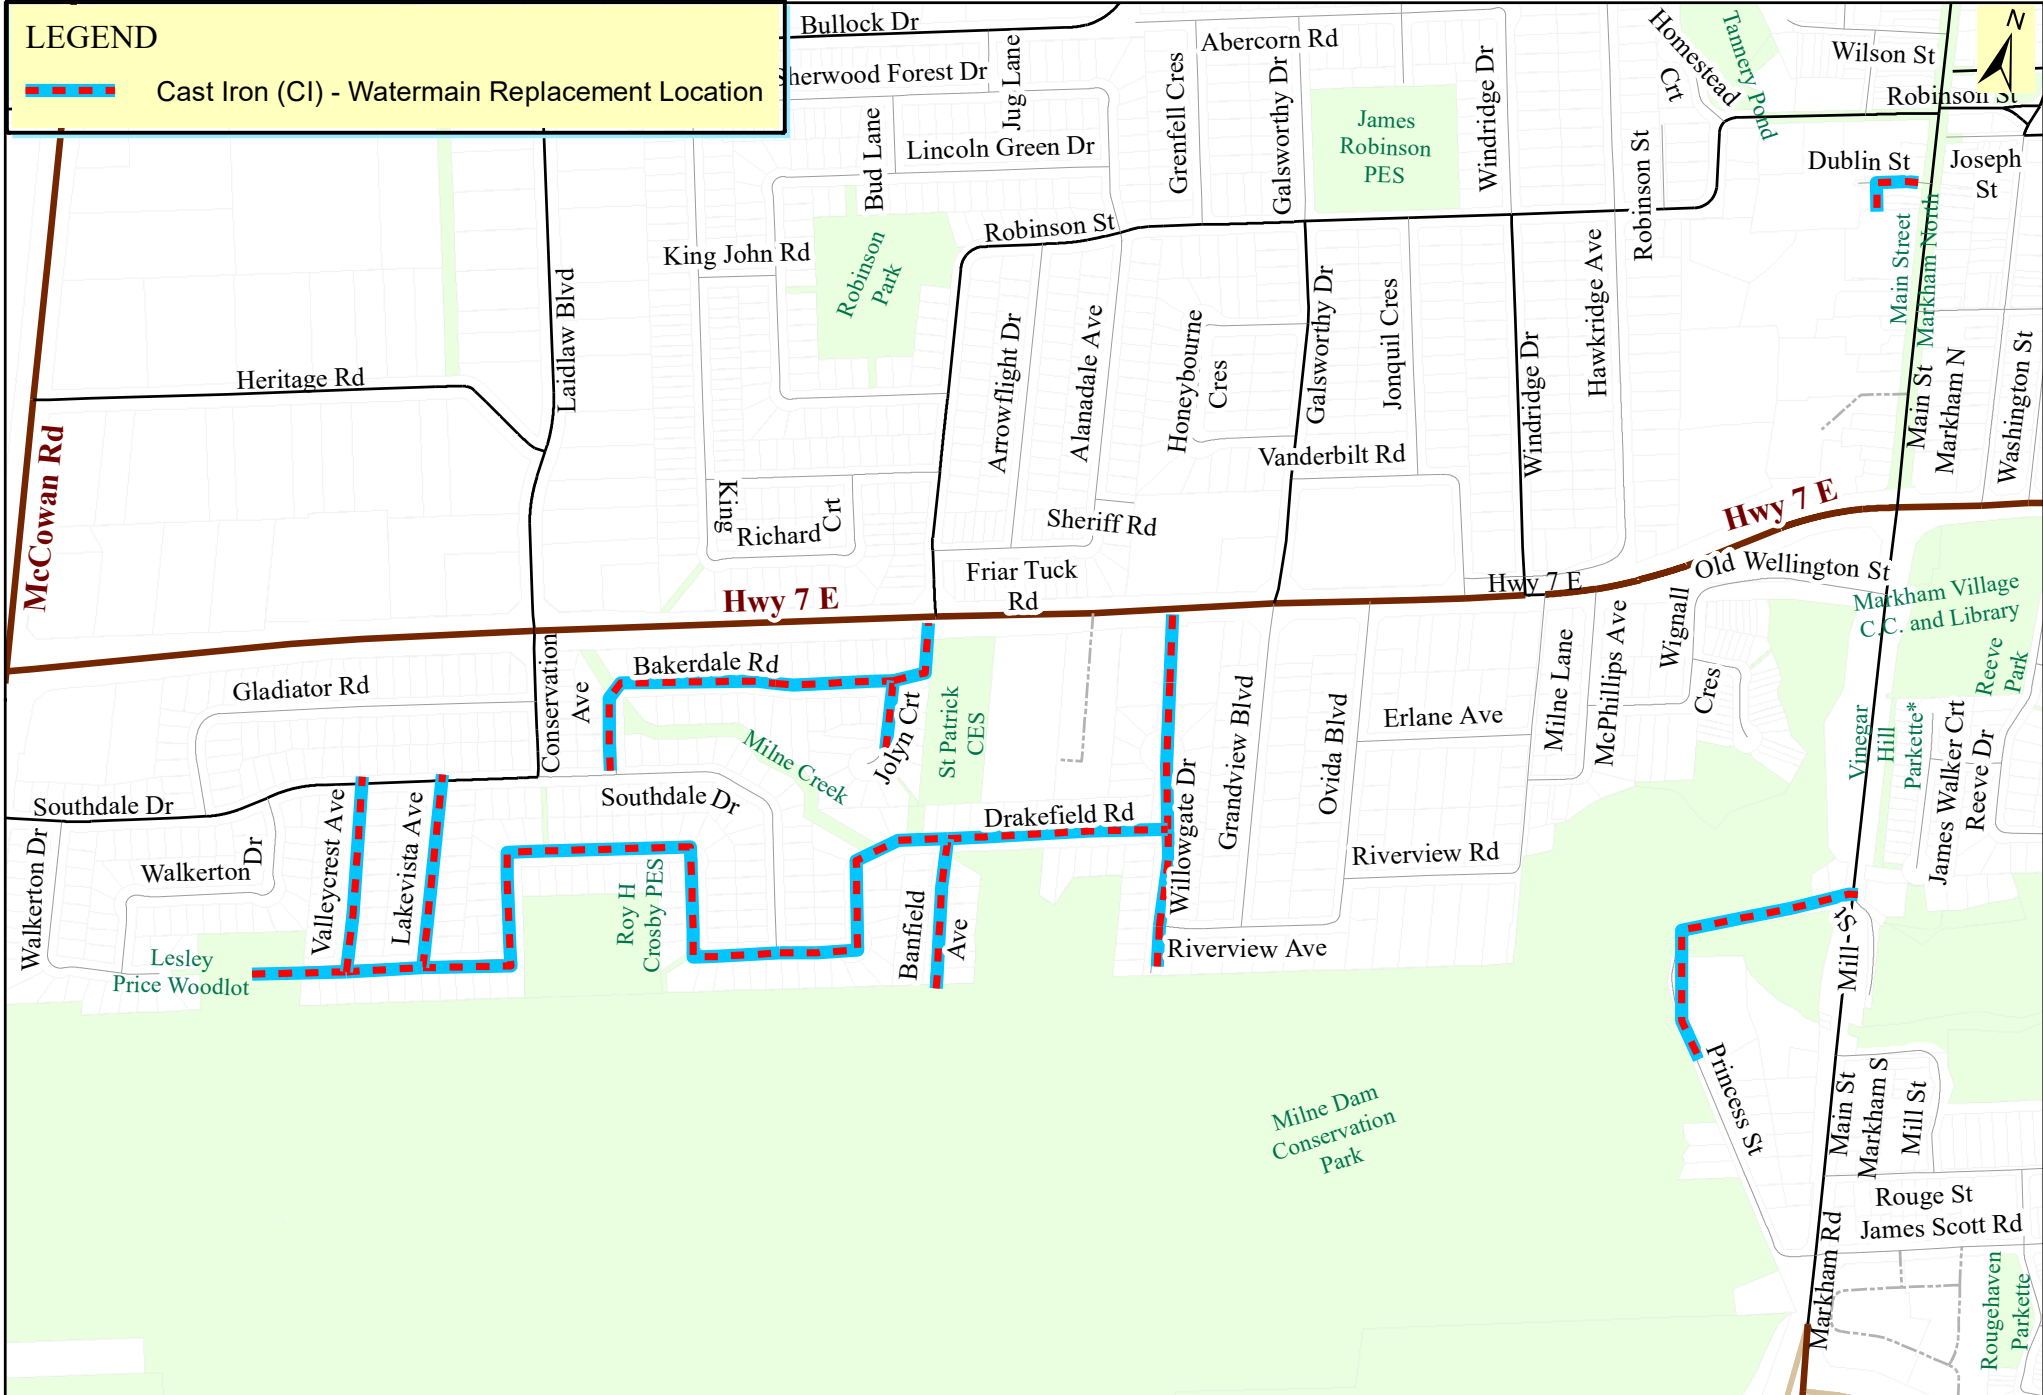 LEGEND
Cast Iron (CI) - Watermain Replacement Location
N
Bullock Dr
Sherwood Forest Dr
Jug Lane
Bud Lane
Lincoln Green Dr
Abercorn Rd
Grenfell Cres
Galsworthy Dr
James
Robinson
PES
Windridge Dr
Homestead
Crt
Tannery Pond
Wilson St
Robinson St
Robinson St
Dublin St
Joseph
St
Main Street
Markham North
King John Rd
Robinson
Park
Robinson St
Laidlaw Blvd
Heritage Rd
McCowan Rd
Arrowflight Dr
Alanadale Ave
Honeybourne
Cres
Galsworthy Dr
Jonquil Cres
Windridge Dr
Hawkridge Ave
Main St
Markham N
Washington St
Vanderbilt Rd
King
Richard
Crt
Sheriff Rd
Friar Tuck
Rd
Hwy 7 E
Hwy 7 E
Hwy 7 E
Old Wellington St
Markham Village
C.C. and Library
Reeve
Park
Gladiator Rd
Conservation
Ave
Bakerdale Rd
Jolyn Crt
St Patrick
CES
Milne Creek
Willowgate Dr
Grandview Blvd
Ovida Blvd
Erlane Ave
Milne Lane
McPhillips Ave
Wignall
Cres
Vinegar
Hill
Parkette*
James Walker Crt
Reeve Dr
Southdale Dr
Southdale Dr
Drakefield Rd
Riverview Rd
Walkerton Dr
Walkerton
Dr
Valleycrest Ave
Lakevista Ave
Roy H
Crosby PES
Banfield
Ave
Riverview Ave
Lesley
Price Woodlot
Mill St
Princess St
Milne Dam
Conservation
Park
Main St
Markham S
Mill St
Rouge St
James Scott Rd
Markham Rd
Rougehaven
Parkette